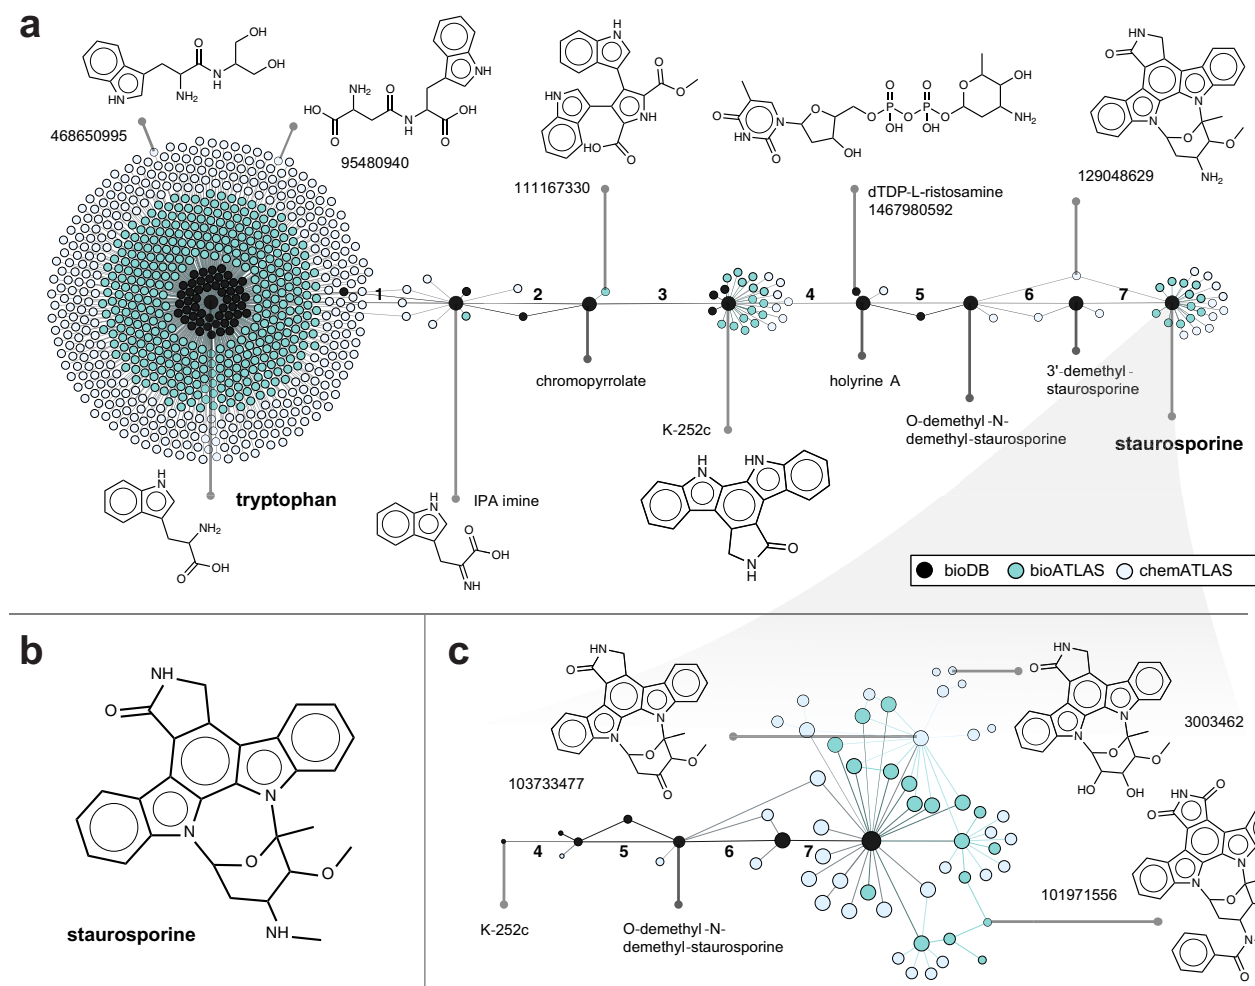 a
468650995
95480940
111167330
dTDP-L-ristosamine
1467980592
129048629
1
2
3
4
5
6
7
chromopyrrolate
K-252c
holyrine A
O-demethyl-N-
demethyl-staurosporine
3'-demethyl-
staurosporine
staurosporine
tryptophan
IPA imine
bioDB
bioATLAS
chemATLAS
b
staurosporine
c
103733477
3003462
101971556
4
5
6
7
K-252c
O-demethyl-N-
demethyl-staurosporine